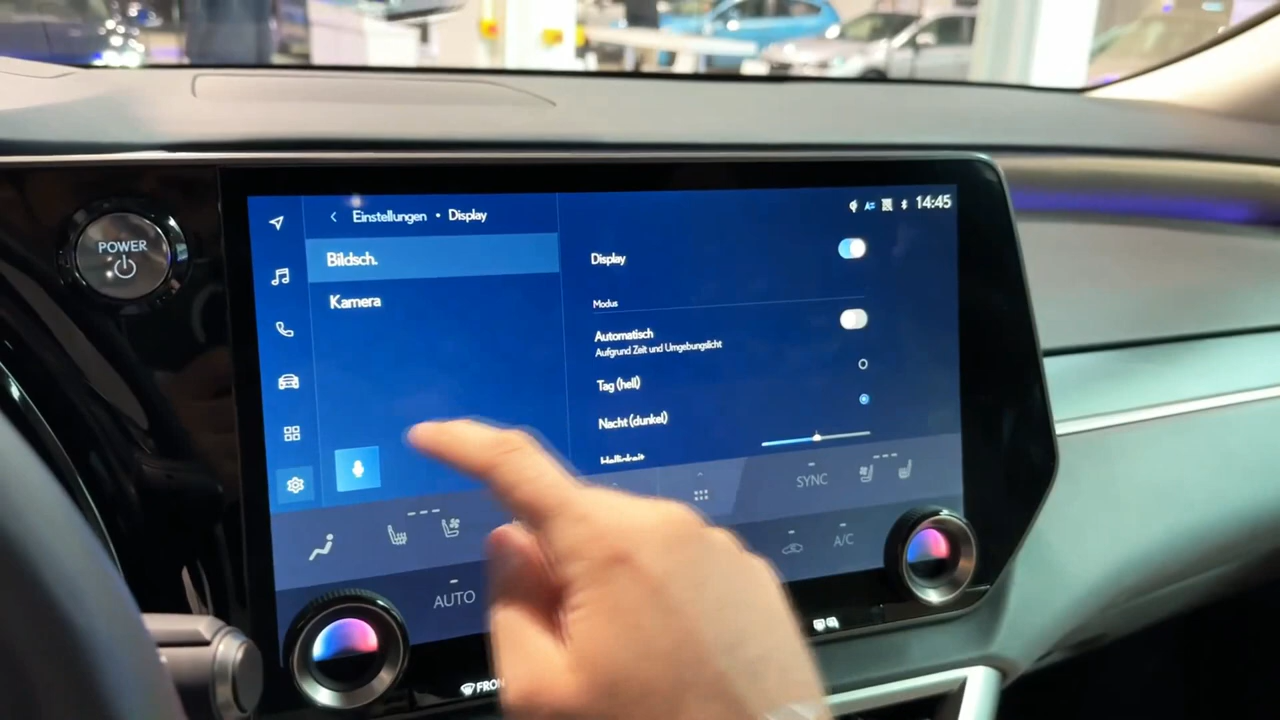 POWER
Einstellungen • Display
14:45
Bildsch.
Kamera
Display
Modus
Automatisch
Aufgrund Zeit und Umgebungslicht
Tag (hell)
Nacht (dunkel)
SYNC
A/C
AUTO